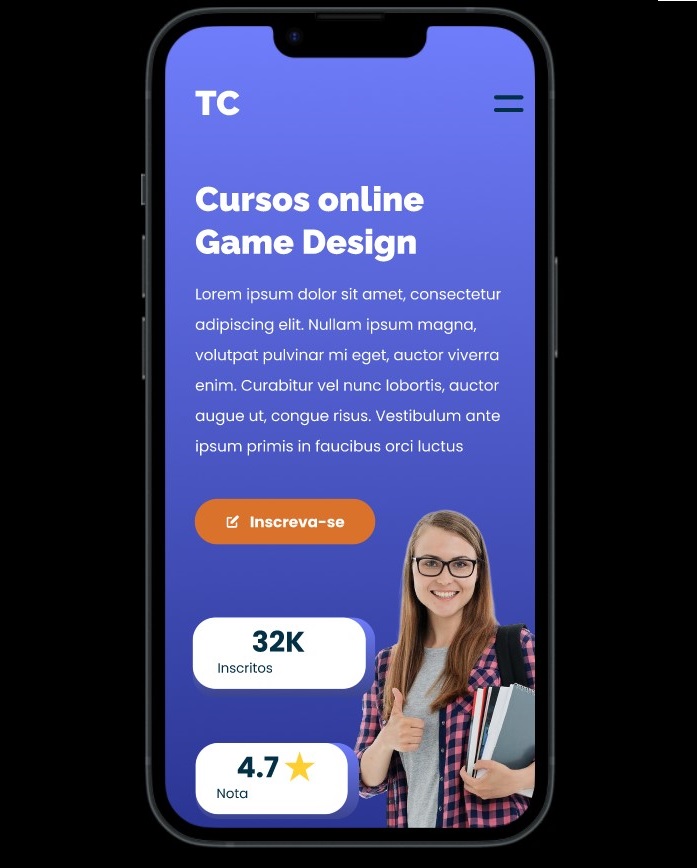 TC
Cursos online
Game Design
Lorem ipsum dolor sit amet, consectetur
adipiscing elit. Nullam ipsum magna,
volutpat pulvinar mi eget, auctor viverra
enim. Curabitur vel nunc lobortis, auctor
augue ut, congue risus. Vestibulum ante
ipsum primis in faucibus orci luctus
Inscreva-se
32K
Inscritos
4.7
Nota